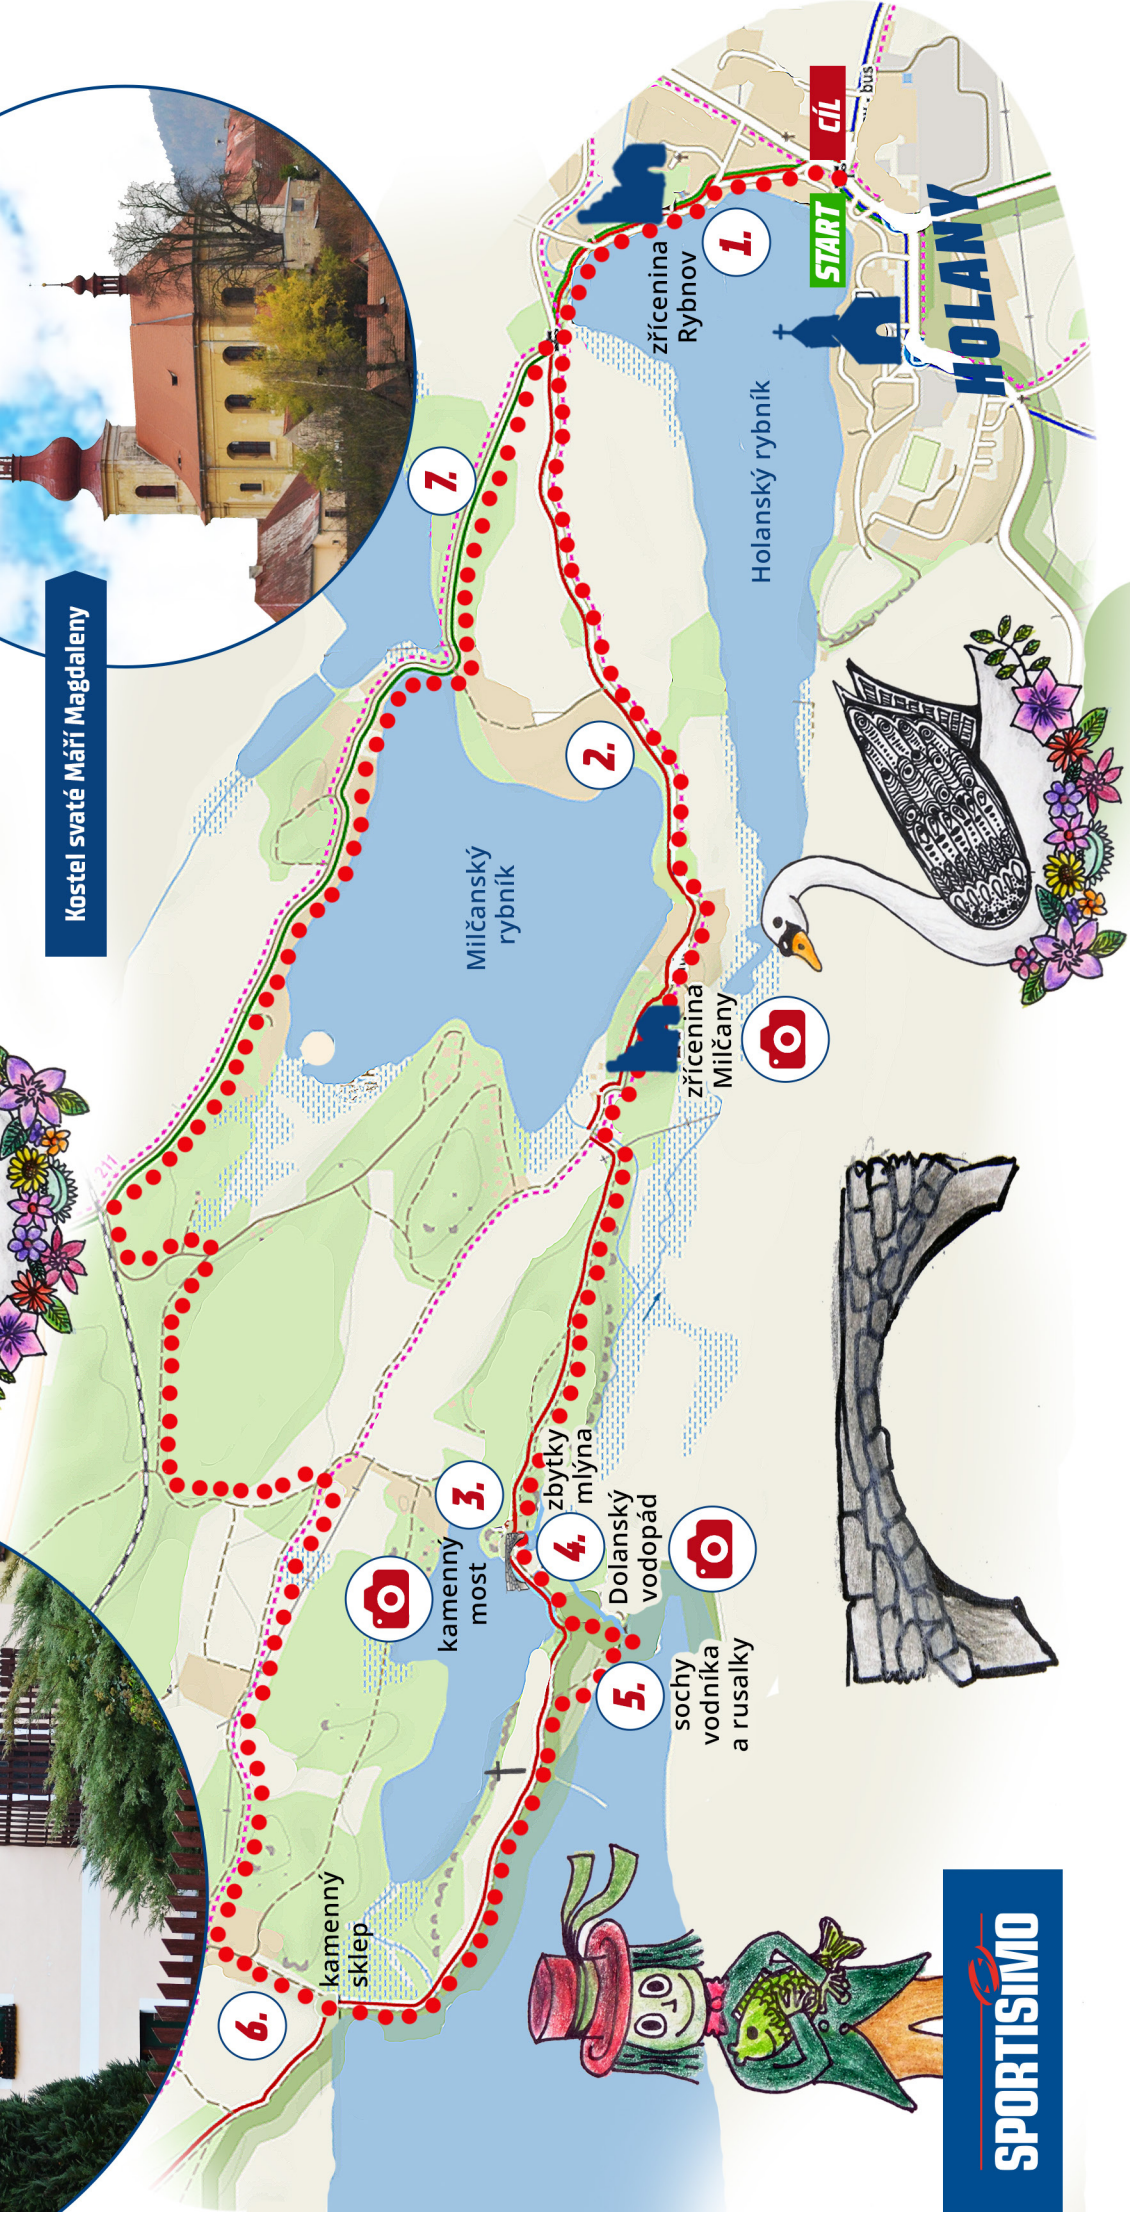 Kostel svaté Máří Magdaleny
CÍL
START
bus
HOLANY
1.
zřícenina
Rybnov
Holanský rybník
7.
2.
Milčanský
rybník
zřícenina
Milčany
211
3.
kamenný
most
zbytky
mlýna
4.
Dolanský
vodopád
5.
sochy
vodníka
a rusalky
kamenný
sklep
6.
SPORTISIMO